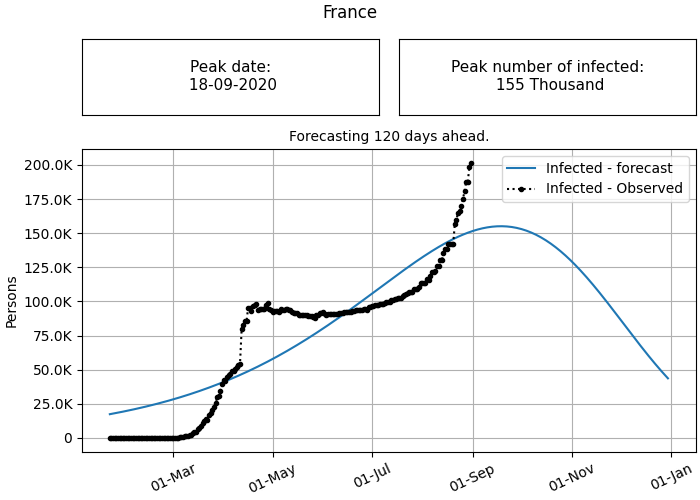 France
Peak date:
18-09-2020
Peak number of infected:
155 Thousand
Forecasting 120 days ahead.
Persons
200.0K
175.0K
150.0K
125.0K
100.0K
75.0K
50.0K
25.0K
0
Infected - forecast
Infected - Observed
01-Mar
01-May
01-Jul
01-Sep
01-Nov
01-Jan